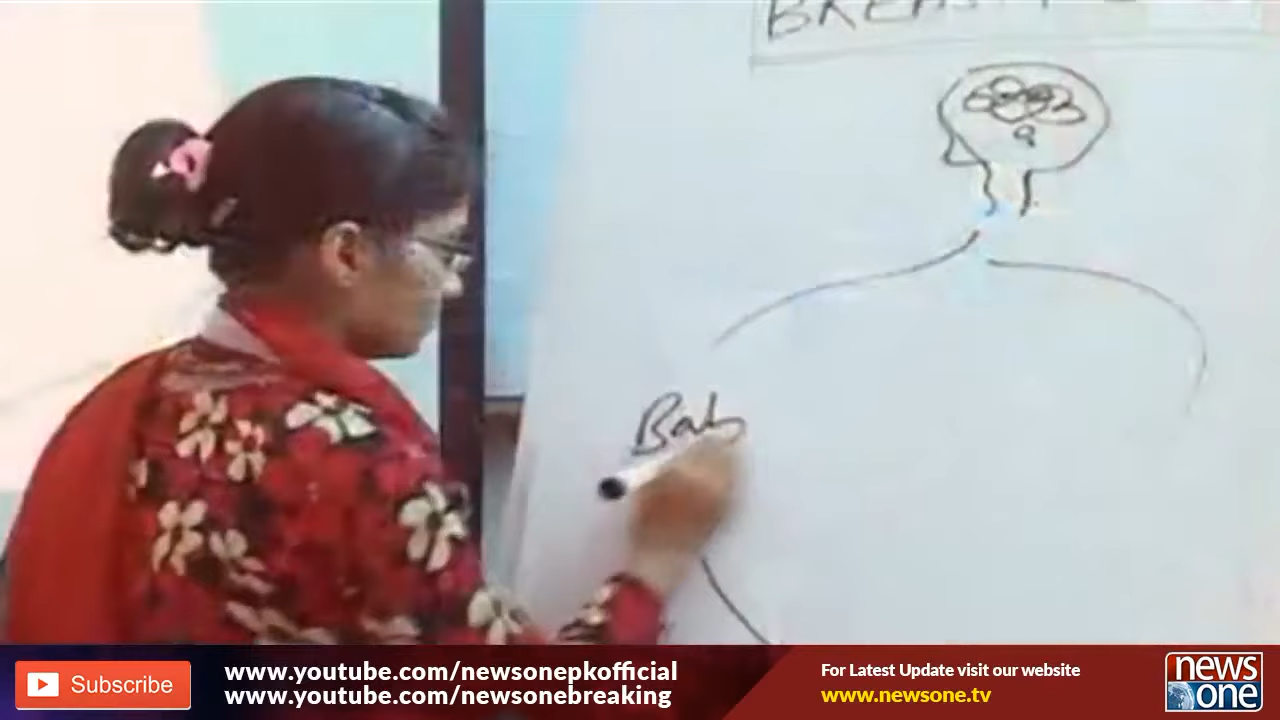 BREAST
Bab
Subscribe
www.youtube.com/newsonepkofficial
www.youtube.com/newsonebreaking
For Latest Update visit our website
www.newsone.tv
news
one